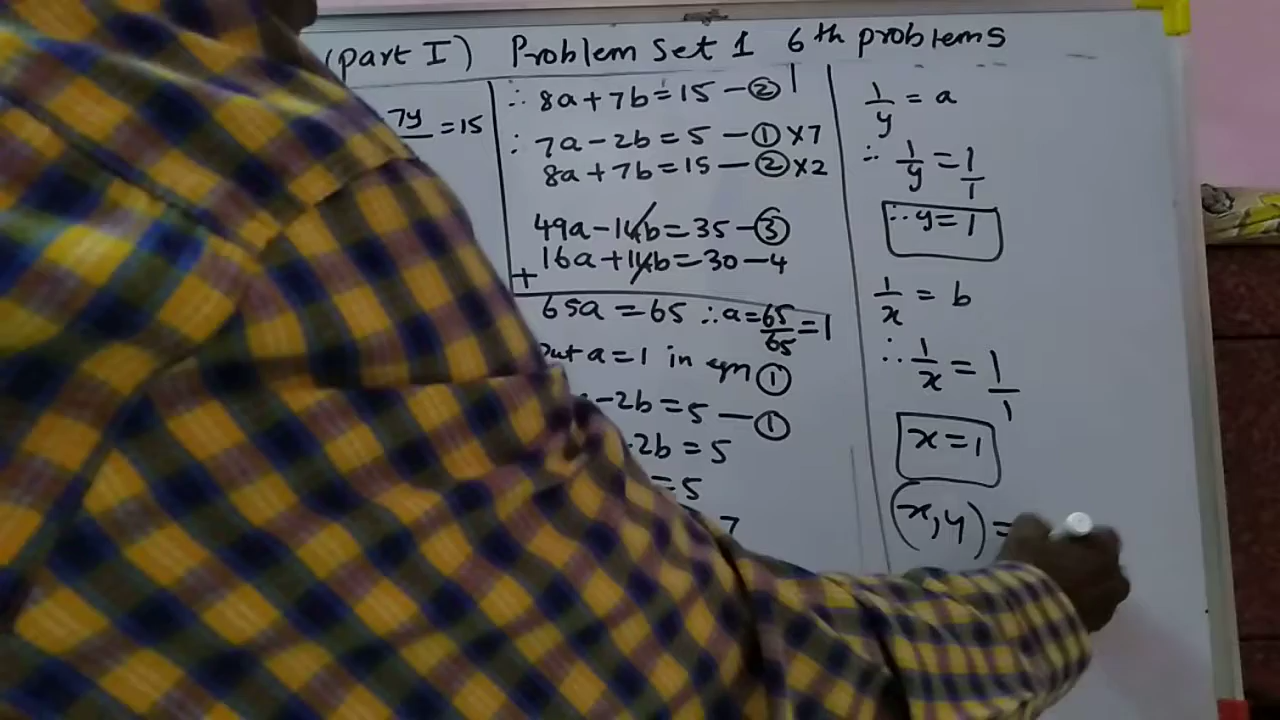 (part I) Problem Set 1 6th problems
7y/ =15
∴ 8a+7b=15-②
: 7a-2b=5-①×7
8a+7b=15-②×2
49a-14b=35-③
+ 16a+14b=30-4
65a=65 ∴a=65/65=1
put a=1 in eqn ①
-2b=5-①
2b=5
=5
7
1/y=a
∴ 1/y=1/1
∴y=1
1/x=b
∴ 1/x=1/1
x=1
(x,y)=